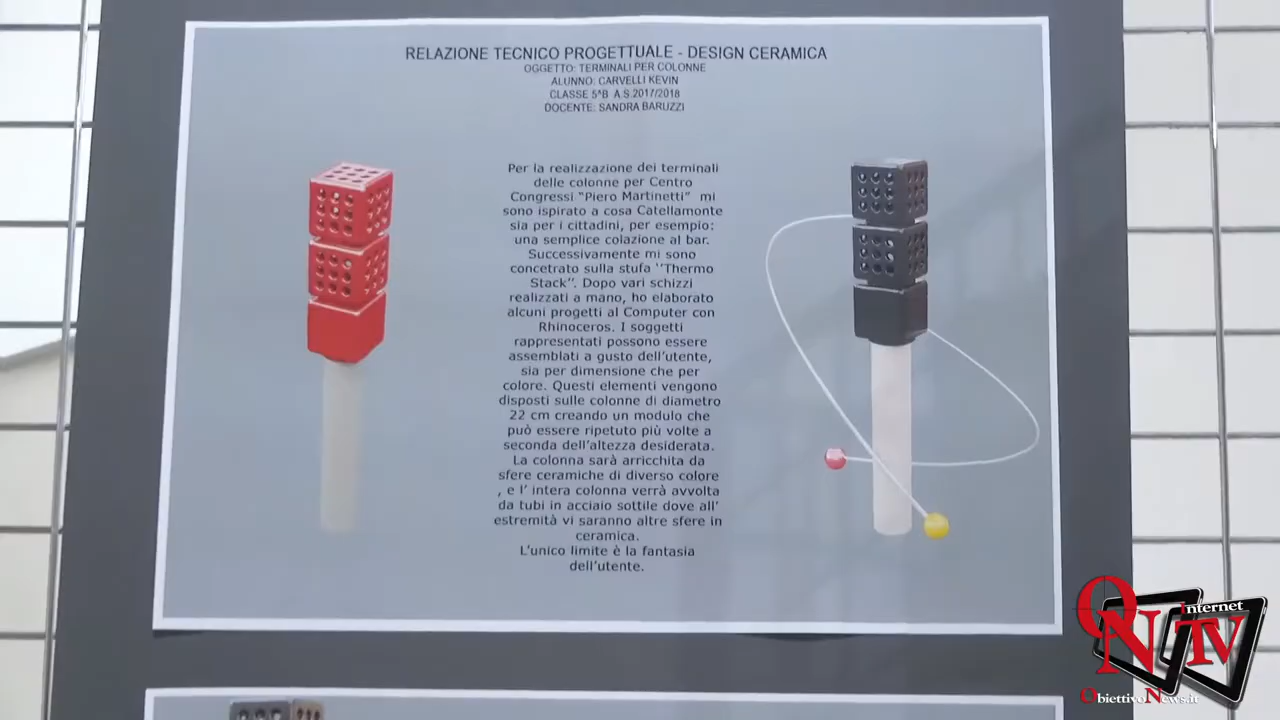 RELAZIONE TECNICO PROGETTUALE - DESIGN CERAMICA
OGGETTO: TERMINALI PER COLONNE
ALUNNO: CARVELLI KEVIN
CLASSE 5^B A.S.2017/2018
DOCENTE: SANDRA BARUZZI
Per la realizzazione dei terminali
delle colonne per Centro
Congressi “Piero Martinetti” mi
sono ispirato a cosa Catellamonte
sia per i cittadini, per esempio:
una semplice colazione al bar.
Successivamente mi sono
concetrato sulla stufa ''Thermo
Stack”. Dopo vari schizzi
realizzati a mano, ho elaborato
alcuni progetti al Computer con
Rhinoceros. I soggetti
rappresentati possono essere
assemblati a gusto dell’utente,
sia per dimensione che per
colore. Questi elementi vengono
disposti sulle colonne di diametro
22 cm creando un modulo che
può essere ripetuto più volte a
seconda dell’altezza desiderata.
La colonna sarà arricchita da
sfere ceramiche di diverso colore
, e l’ intera colonna verrà avvolta
da tubi in acciaio sottile dove all’
estremità vi saranno altre sfere in
ceramica.
L’unico limite è la fantasia
dell’utente.
ON Internet TV
ObiettivoNews.it